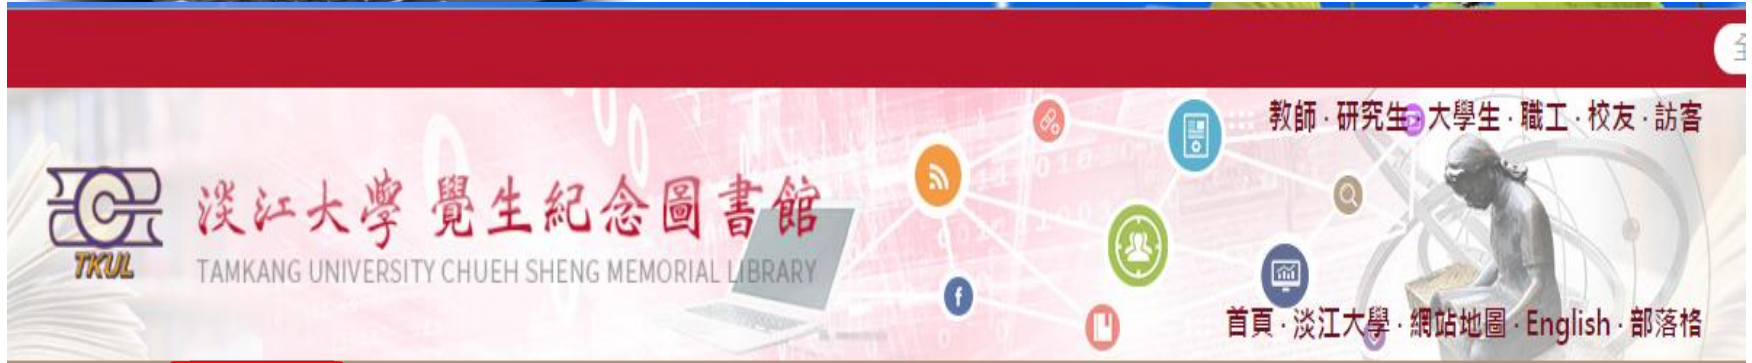 全
教師 · 研究生 · 大學生 · 職工 · 校友 · 訪客
淡江大學 覺生紀念圖書館
TKUL
TAMKANG UNIVERSITY CHUEH SHENG MEMORIAL LIBRARY
首頁 · 淡江大學 · 網站地圖 · English · 部落格